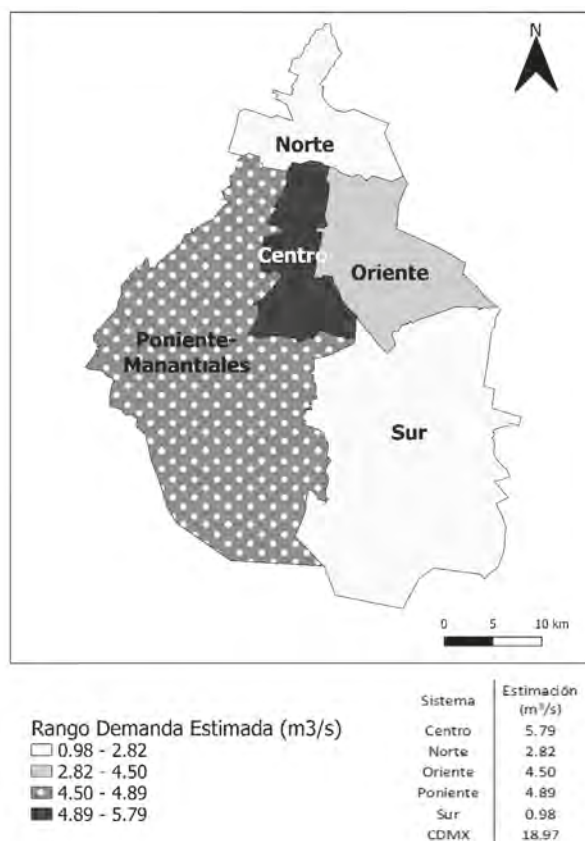 N
Norte
Centro
Oriente
Poniente-
Manantiales
Sur
0 5 10 km
Rango Demanda Estimada (m3/s)
0.98 - 2.82
2.82 - 4.50
4.50 - 4.89
4.89 - 5.79
Sistema Estimación
(m³/s)
Centro 5.79
Norte 2.82
Oriente 4.50
Poniente 4.89
Sur 0.98
CDMX 18.97